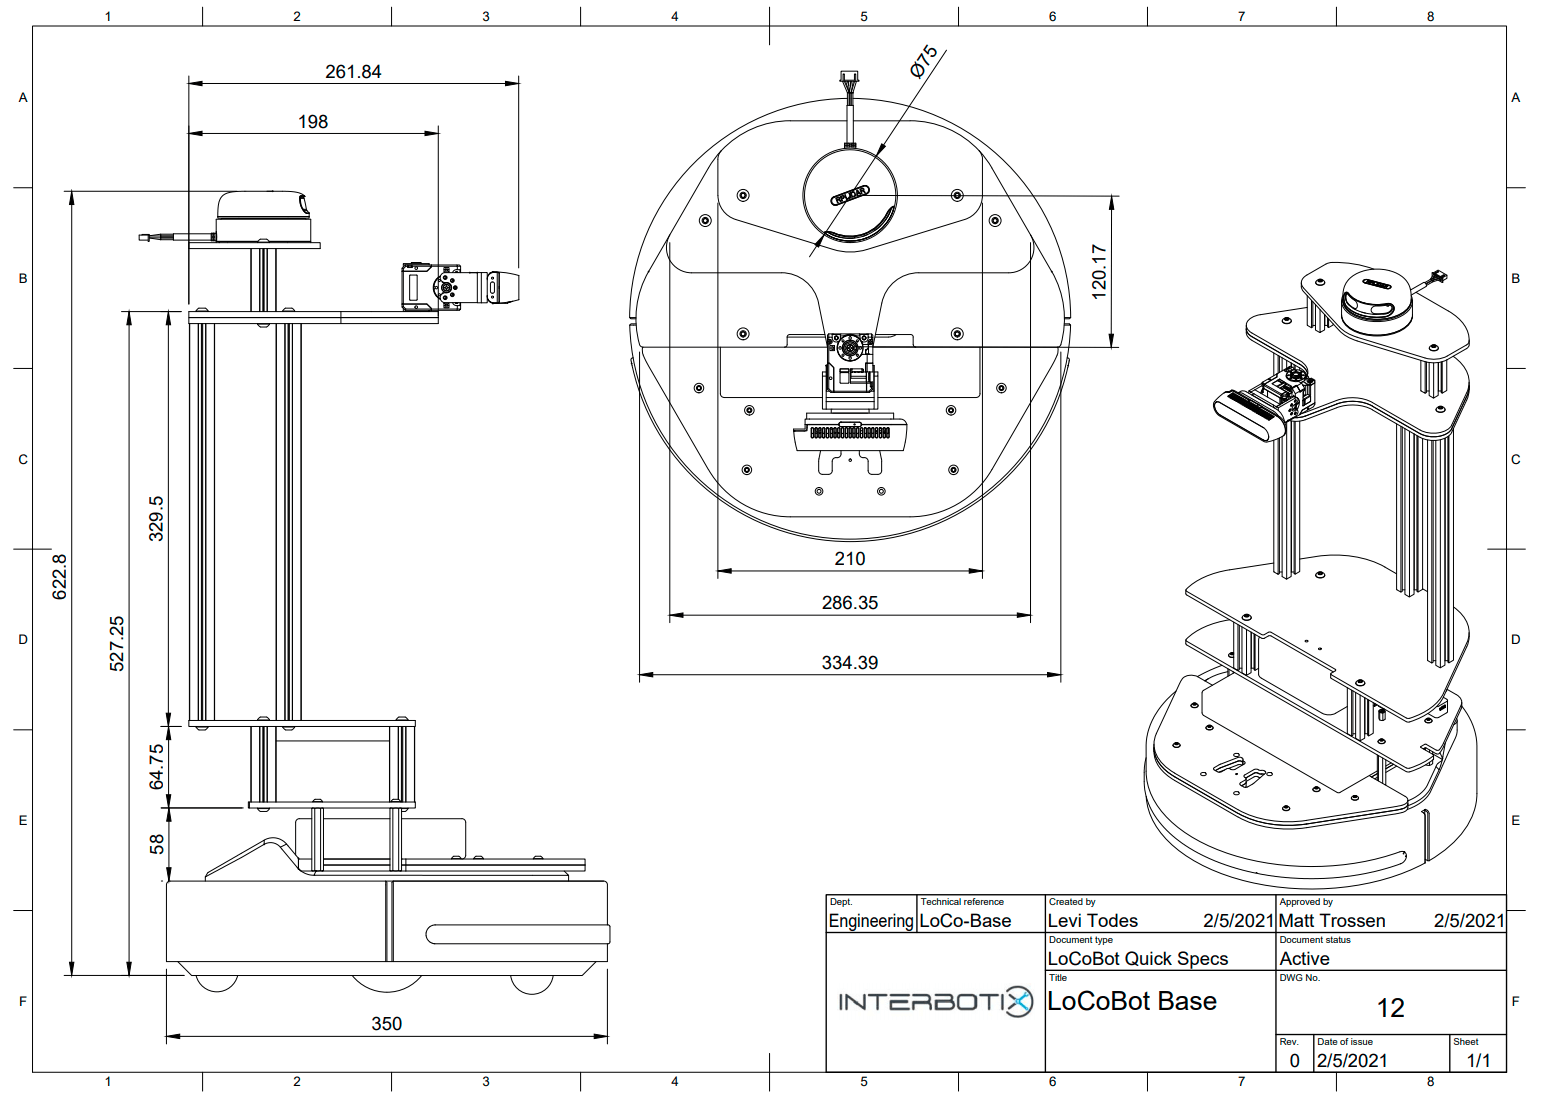 1 2 3 4 5 6 7 8
A A
B B
C C
D D
E E
F F
261.84
198
622.8
527.25
329.5
64.75
58
350
Ø75
RPLIDAR
120.17
210
286.35
334.39
Dept.
Engineering
Technical reference
LoCo-Base
Created by
Levi Todes 2/5/2021
Approved by
Matt Trossen 2/5/2021
Document type
LoCoBot Quick Specs
Document status
Active
INTERBOTIX
Title
LoCoBot Base
DWG No.
12
Rev.
0
Date of issue
2/5/2021
Sheet
1/1
1 2 3 4 5 6 7 8